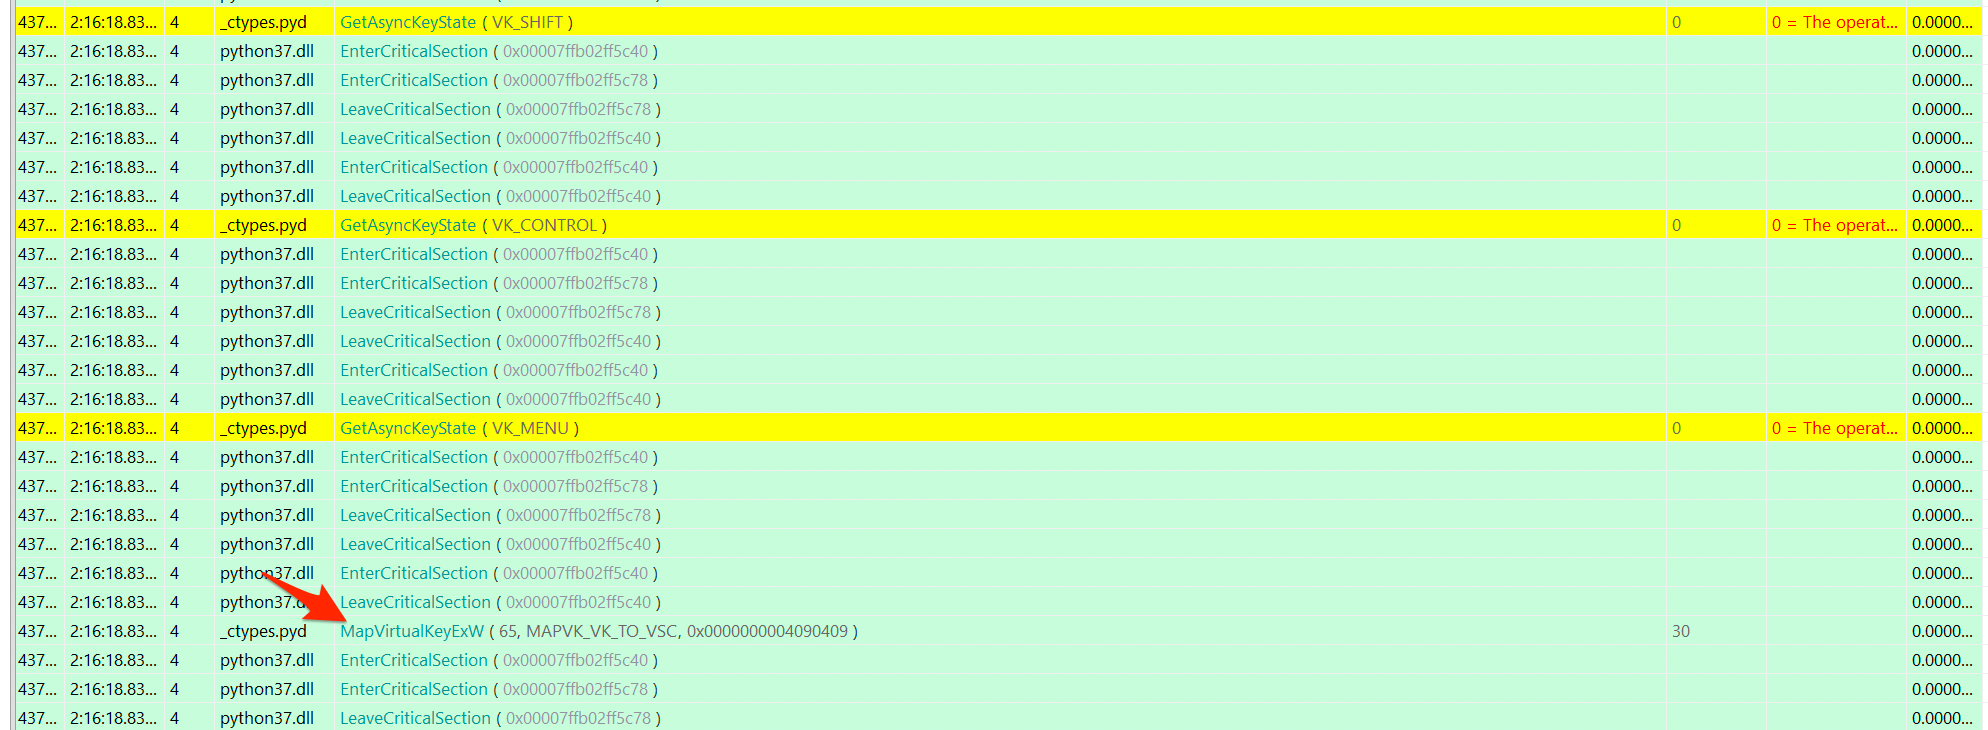 437... 2:16:18.83... 4 _ctypes.pyd GetAsyncKeyState ( VK_SHIFT ) 0 0 = The operat... 0.0000...
437... 2:16:18.83... 4 python37.dll EnterCriticalSection ( 0x00007ffb02ff5c40 ) 0.0000...
437... 2:16:18.83... 4 python37.dll EnterCriticalSection ( 0x00007ffb02ff5c78 ) 0.0000...
437... 2:16:18.83... 4 python37.dll LeaveCriticalSection ( 0x00007ffb02ff5c78 ) 0.0000...
437... 2:16:18.83... 4 python37.dll LeaveCriticalSection ( 0x00007ffb02ff5c40 ) 0.0000...
437... 2:16:18.83... 4 python37.dll EnterCriticalSection ( 0x00007ffb02ff5c40 ) 0.0000...
437... 2:16:18.83... 4 python37.dll LeaveCriticalSection ( 0x00007ffb02ff5c40 ) 0.0000...
437... 2:16:18.83... 4 _ctypes.pyd GetAsyncKeyState ( VK_CONTROL ) 0 0 = The operat... 0.0000...
437... 2:16:18.83... 4 python37.dll EnterCriticalSection ( 0x00007ffb02ff5c40 ) 0.0000...
437... 2:16:18.83... 4 python37.dll EnterCriticalSection ( 0x00007ffb02ff5c78 ) 0.0000...
437... 2:16:18.83... 4 python37.dll LeaveCriticalSection ( 0x00007ffb02ff5c78 ) 0.0000...
437... 2:16:18.83... 4 python37.dll LeaveCriticalSection ( 0x00007ffb02ff5c40 ) 0.0000...
437... 2:16:18.83... 4 python37.dll EnterCriticalSection ( 0x00007ffb02ff5c40 ) 0.0000...
437... 2:16:18.83... 4 python37.dll LeaveCriticalSection ( 0x00007ffb02ff5c40 ) 0.0000...
437... 2:16:18.83... 4 _ctypes.pyd GetAsyncKeyState ( VK_MENU ) 0 0 = The operat... 0.0000...
437... 2:16:18.83... 4 python37.dll EnterCriticalSection ( 0x00007ffb02ff5c40 ) 0.0000...
437... 2:16:18.83... 4 python37.dll EnterCriticalSection ( 0x00007ffb02ff5c78 ) 0.0000...
437... 2:16:18.83... 4 python37.dll LeaveCriticalSection ( 0x00007ffb02ff5c78 ) 0.0000...
437... 2:16:18.83... 4 python37.dll LeaveCriticalSection ( 0x00007ffb02ff5c40 ) 0.0000...
437... 2:16:18.83... 4 python37.dll EnterCriticalSection ( 0x00007ffb02ff5c40 ) 0.0000...
437... 2:16:18.83... 4 python37.dll LeaveCriticalSection ( 0x00007ffb02ff5c40 ) 0.0000...
437... 2:16:18.83... 4 _ctypes.pyd MapVirtualKeyExW ( 65, MAPVK_VK_TO_VSC, 0x0000000004090409 ) 30 0.0000...
437... 2:16:18.83... 4 python37.dll EnterCriticalSection ( 0x00007ffb02ff5c40 ) 0.0000...
437... 2:16:18.83... 4 python37.dll EnterCriticalSection ( 0x00007ffb02ff5c78 ) 0.0000...
437... 2:16:18.83... 4 python37.dll LeaveCriticalSection ( 0x00007ffb02ff5c78 ) 0.0000...